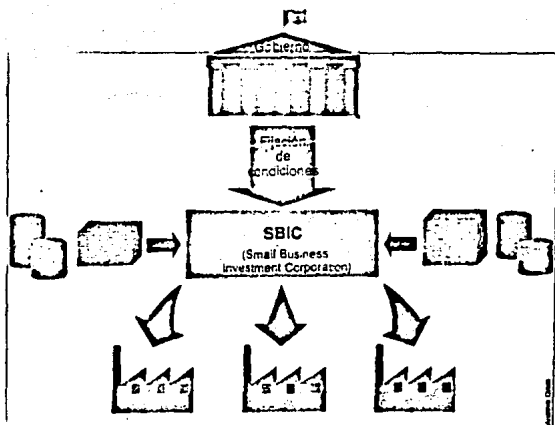 Gobierno
Fijación
de
condiciones
SBIC
(Small Business
Investment Corporation)